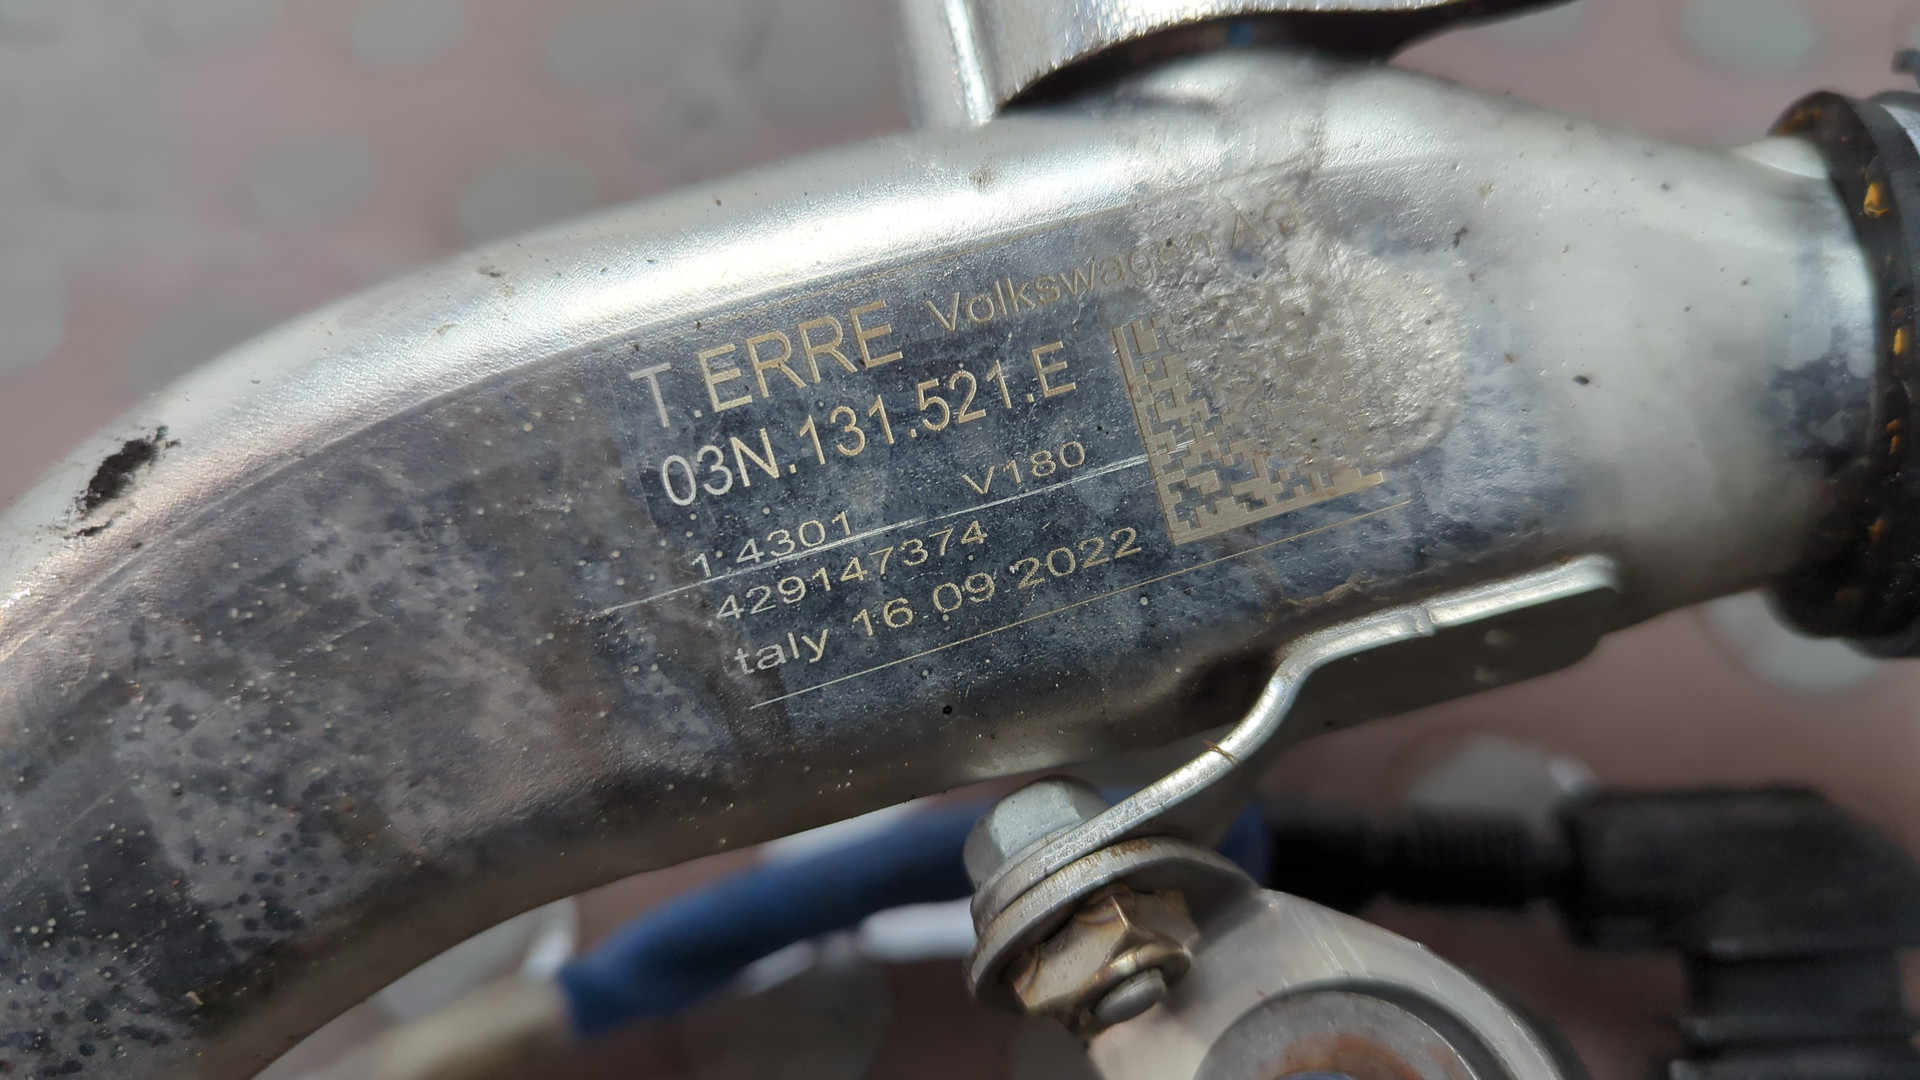 T.ERRE Volkswagen AG
03N.131.521.E
1.4301 V180
429147374
taly 16.09.2022